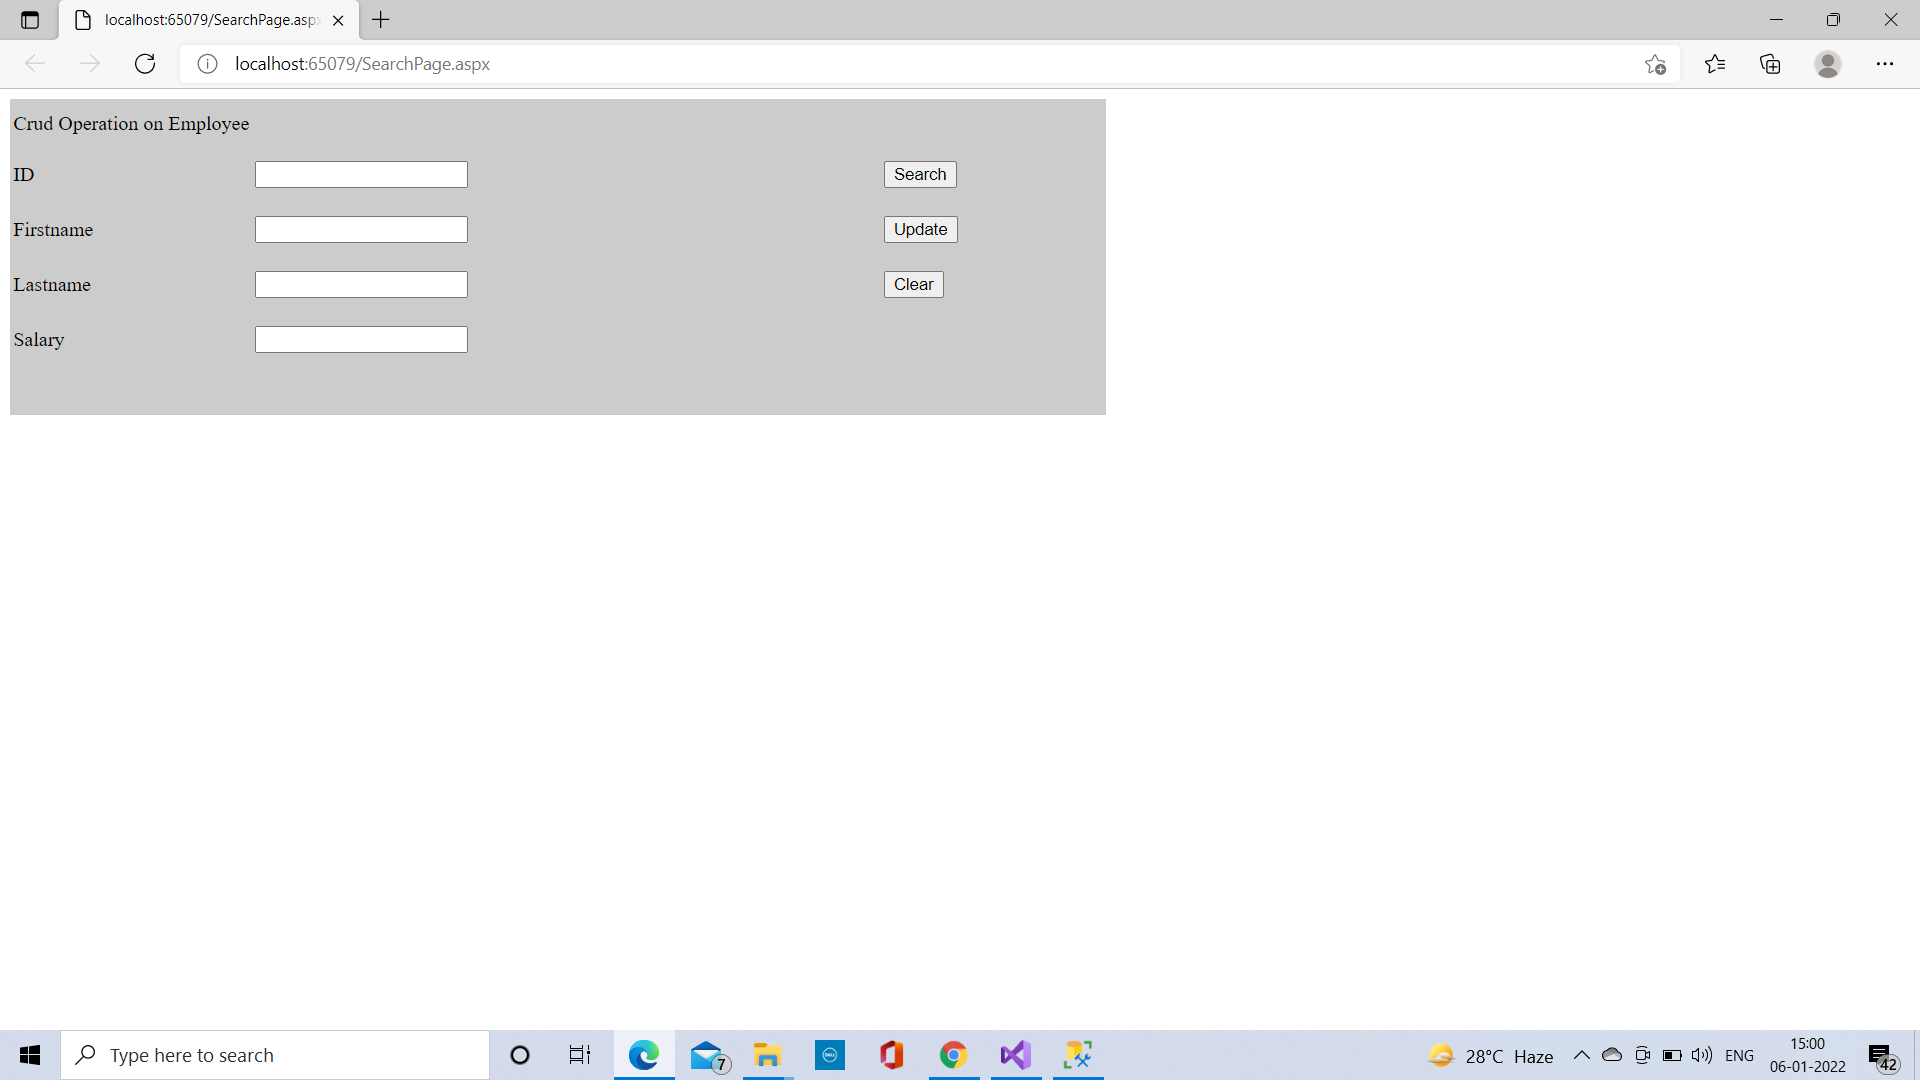 localhost:65079/SearchPage.asp
localhost:65079/SearchPage.aspx
Crud Operation on Employee
ID
Search
Firstname
Update
Lastname
Clear
Salary
Type here to search
7
DELL
28°C Haze
ENG
15:00
06-01-2022
42